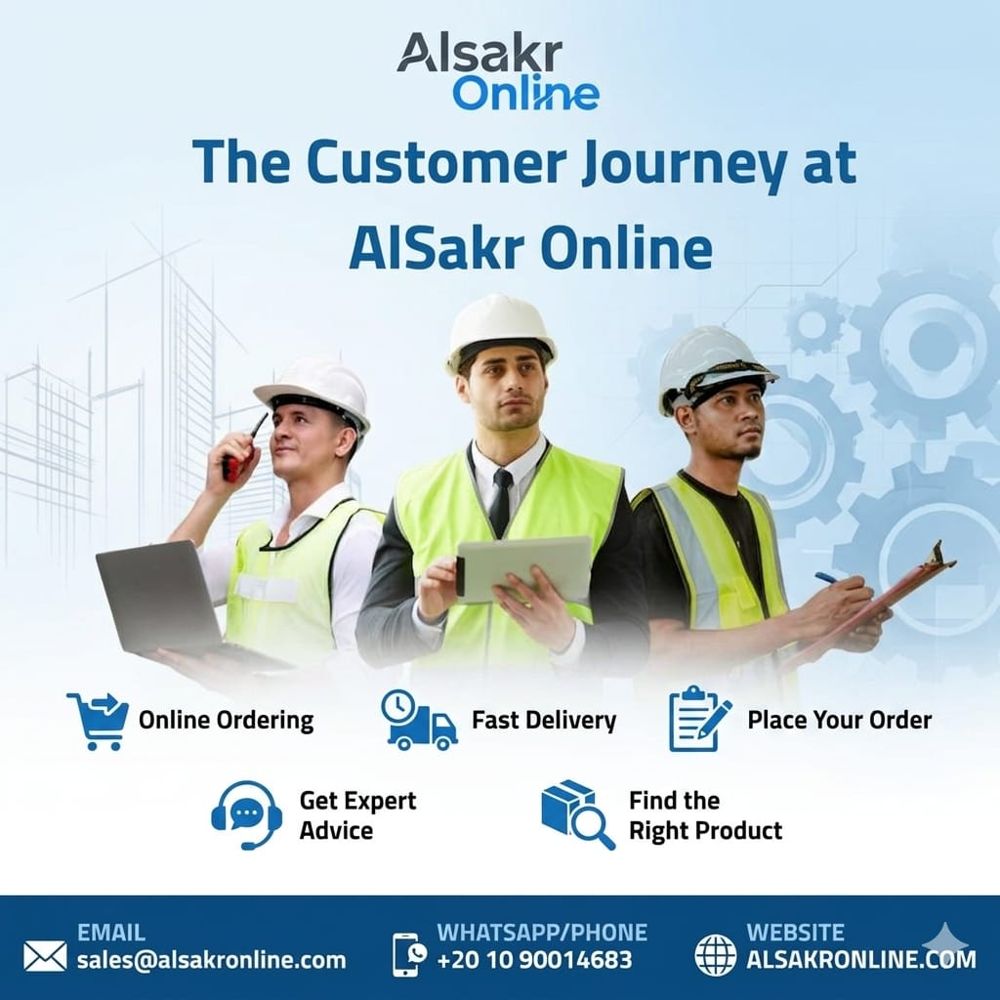 Alsakr
Online
The Customer Journey at
AlSakr Online
Online Ordering
Fast Delivery
Place Your Order
Get Expert
Advice
Find the
Right Product
EMAIL
sales@alsakronline.com
WHATSAPP/PHONE
+20 10 90014683
WEBSITE
ALSAKRONLINE.COM